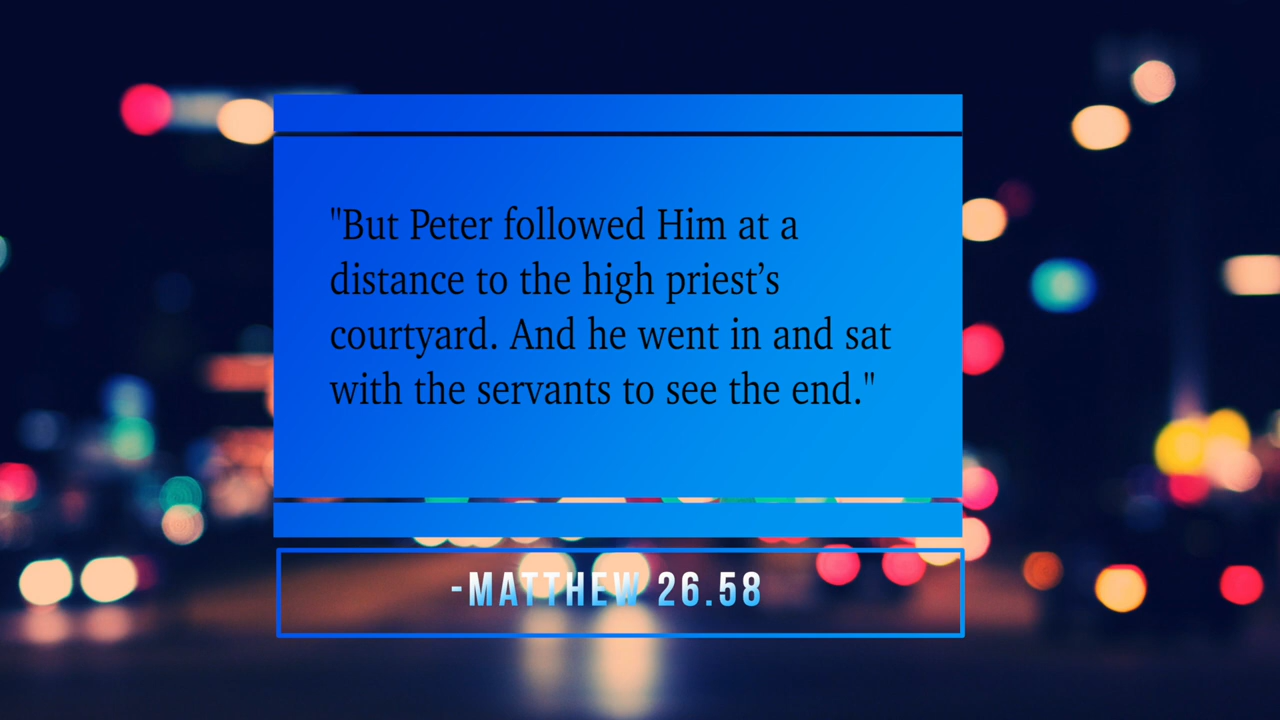 "But Peter followed Him at a
distance to the high priest’s
courtyard. And he went in and sat
with the servants to see the end."
-MATTHEW 26.58